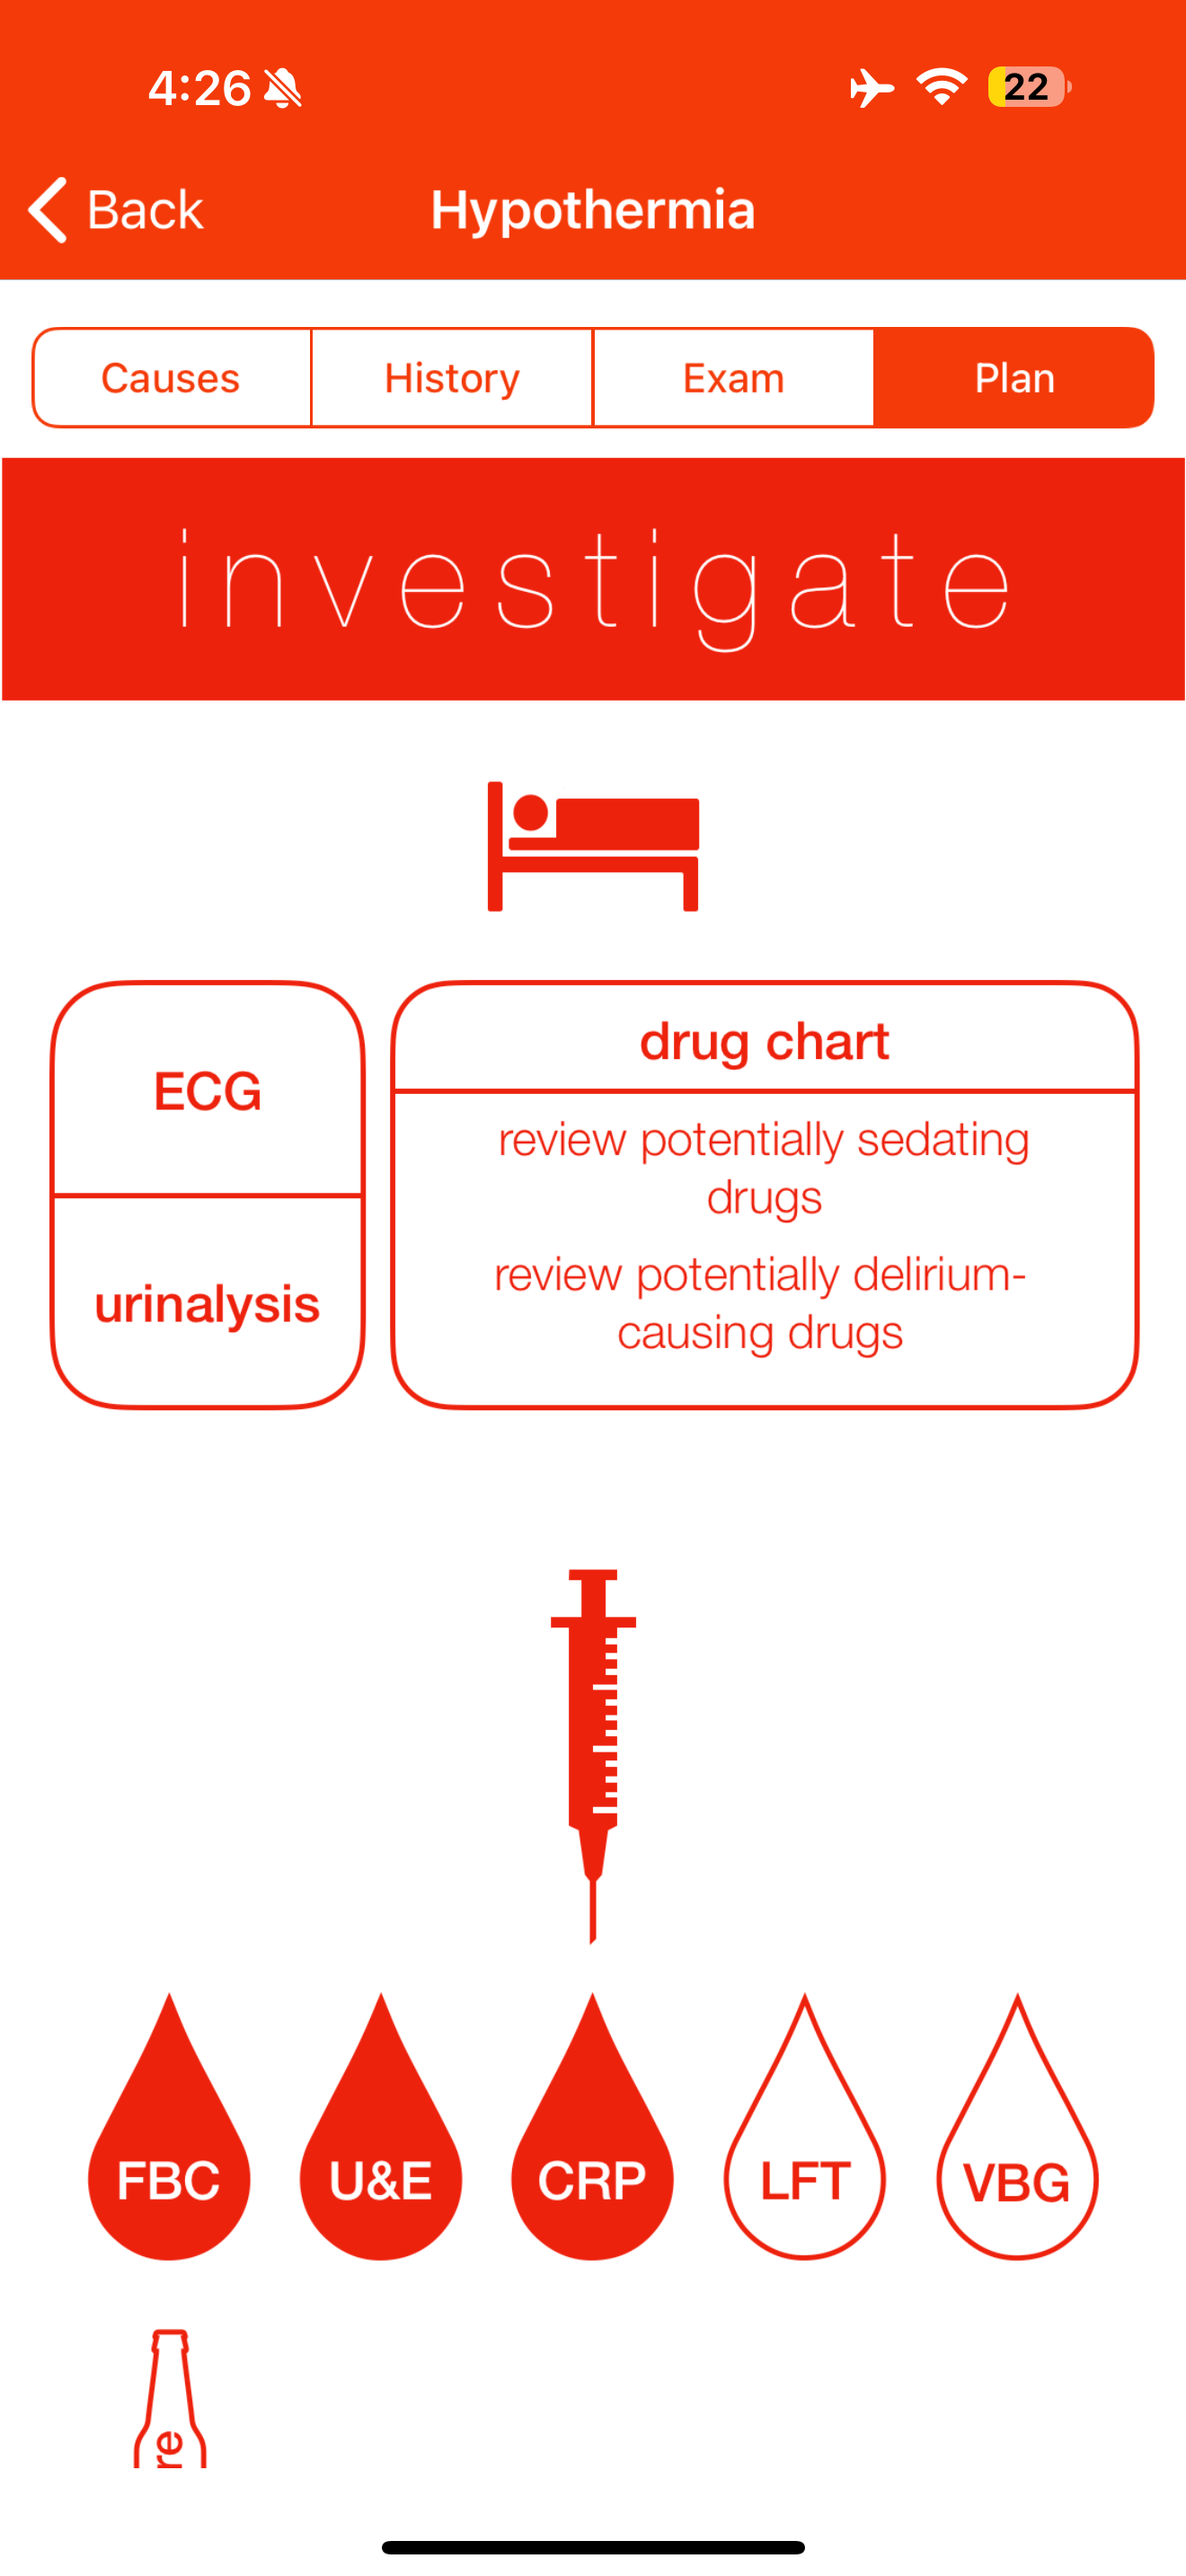 4:26
22
Back
Hypothermia
Causes
History
Exam
Plan
investigate
ECG
urinalysis
drug chart
review potentially sedating
drugs
review potentially delirium-
causing drugs
FBC
U&E
CRP
LFT
VBG
re